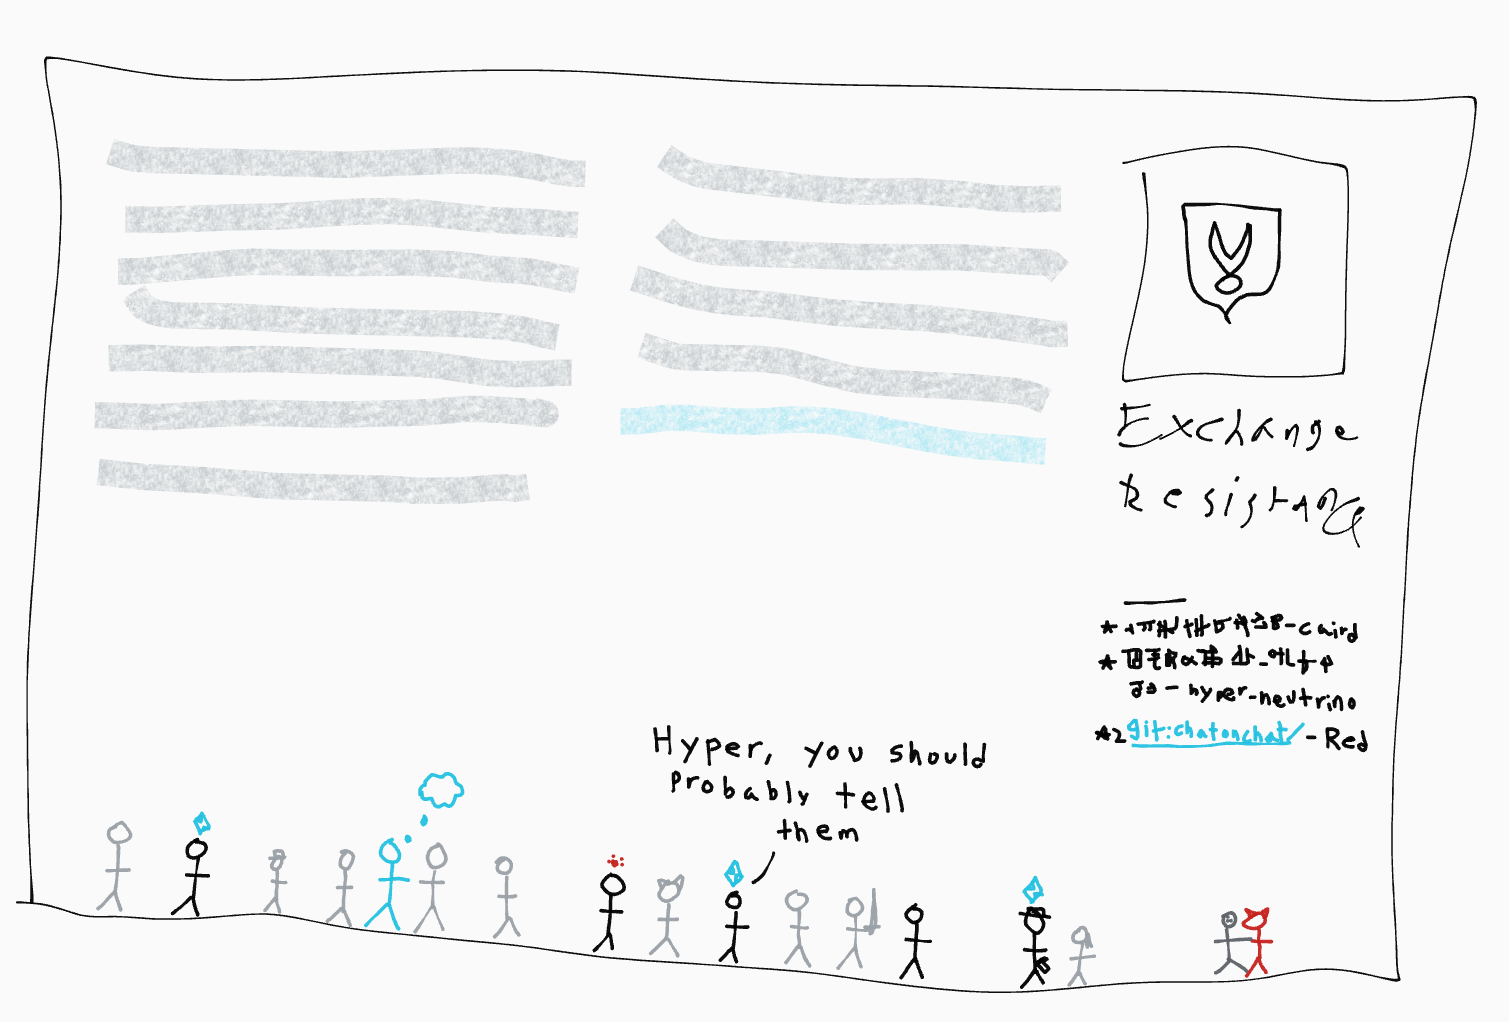 Exchange
Resistance
- caird
- hyper-neutrino
git:chatonchat/ - Red
Hyper, you should
probably tell
them